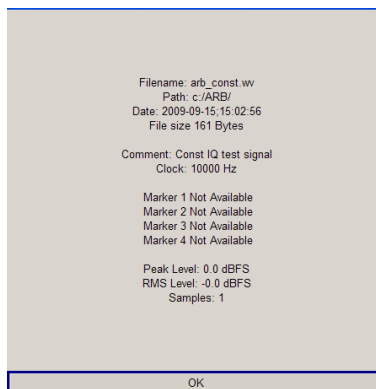 Filename: arb_const.wv
Path: c:/ARB/
Date: 2009-09-15;15:02:56
File size 161 Bytes
Comment: Const IQ test signal
Clock: 10000 Hz
Marker 1 Not Available
Marker 2 Not Available
Marker 3 Not Available
Marker 4 Not Available
Peak Level: 0.0 dBFS
RMS Level: -0.0 dBFS
Samples: 1
OK